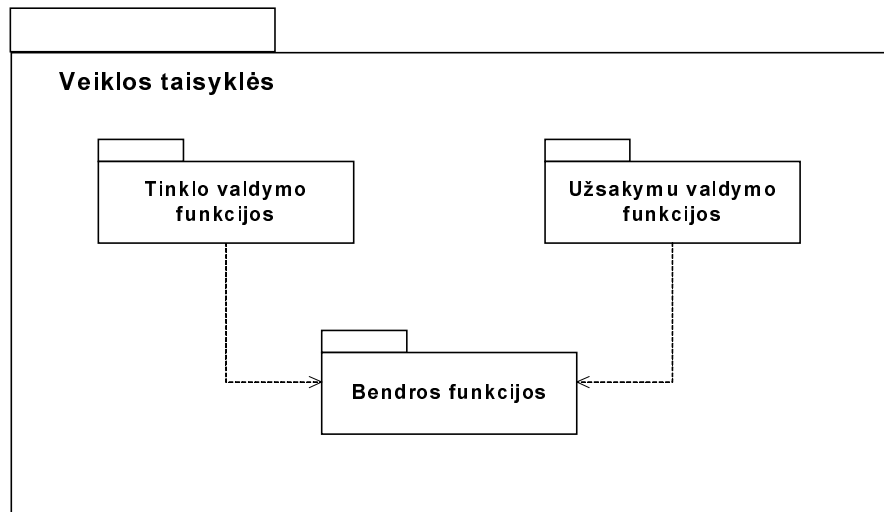 Veiklos taisyklės
Tinklo valdymo
funkcijos
Užsakymu valdymo
funkcijos
Bendros funkcijos